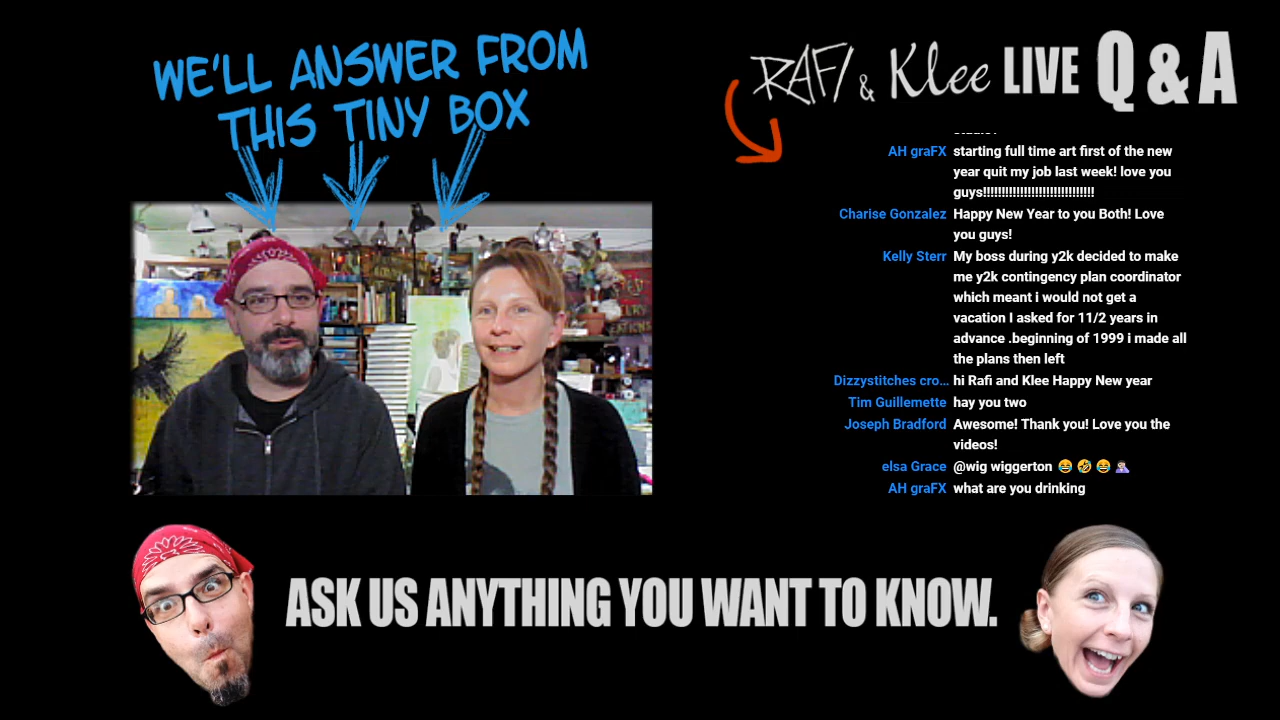 WE'LL ANSWER FROM
THIS TINY BOX
RAFI & Klee LIVE Q & A
AH graFX starting full time art first of the new
year quit my job last week! love you
guys!!!!!!!!!!!!!!!!!!!!!!!!!!!!!!
Charise Gonzalez Happy New Year to you Both! Love
you guys!
Kelly Sterr My boss during y2k decided to make
me y2k contingency plan coordinator
which meant i would not get a
vacation I asked for 11/2 years in
advance .beginning of 1999 i made all
the plans then left
Dizzystitches cro... hi Rafi and Klee Happy New year
Tim Guillemette hay you two
Joseph Bradford Awesome! Thank you! Love you the
videos!
elsa Grace @wig wiggerton 😂 🤣 😂 🤦🏻‍♀️
AH graFX what are you drinking
ASK US ANYTHING YOU WANT TO KNOW.